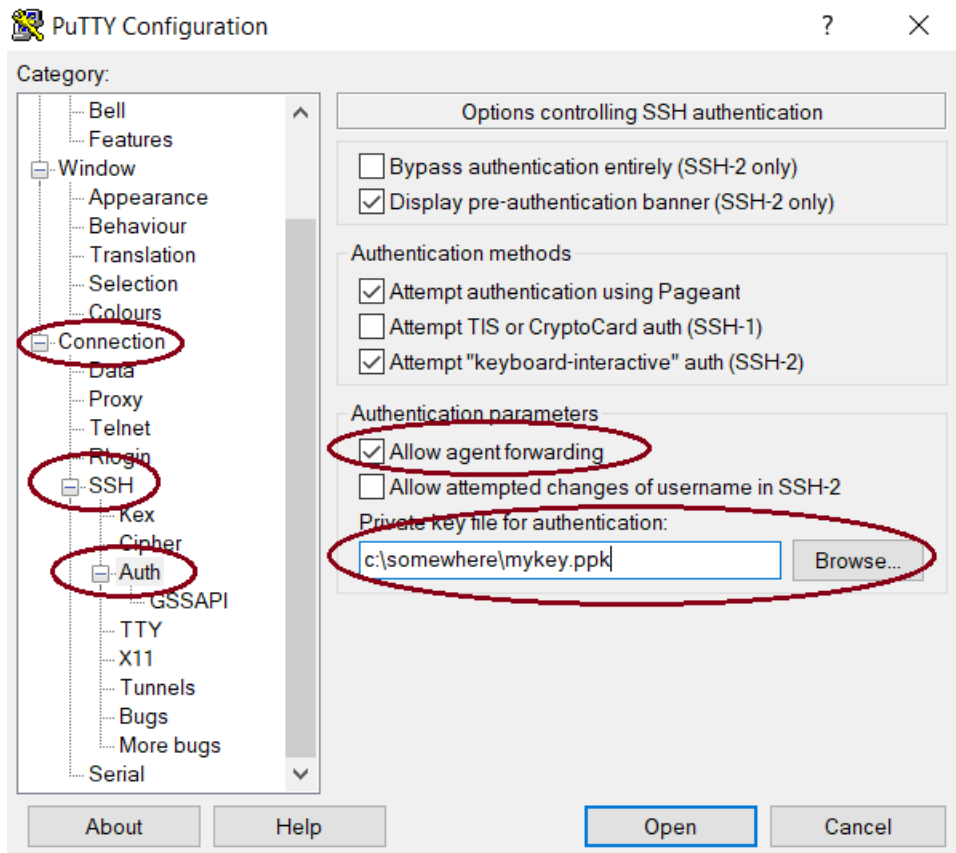 PuTTY Configuration
?
Category:
Bell
Features
Window
Appearance
Behaviour
Translation
Selection
Colours
Connection
Data
Proxy
Telnet
Rlogin
SSH
Kex
Cipher
Auth
GSSAPI
TTY
X11
Tunnels
Bugs
More bugs
Serial
Options controlling SSH authentication
Bypass authentication entirely (SSH-2 only)
Display pre-authentication banner (SSH-2 only)
Authentication methods
Attempt authentication using Pageant
Attempt TIS or CryptoCard auth (SSH-1)
Attempt "keyboard-interactive" auth (SSH-2)
Authentication parameters
Allow agent forwarding
Allow attempted changes of username in SSH-2
Private key file for authentication:
c:\somewhere\mykey.ppk
Browse...
About
Help
Open
Cancel